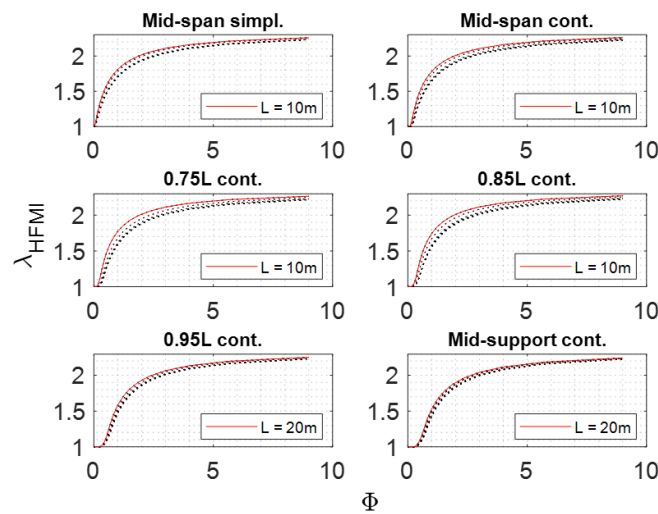 Mid-span simpl.
2
1.5
1
0 5 10
L = 10m
Mid-span cont.
2
1.5
1
0 5 10
L = 10m
λHFMI
0.75L cont.
2
1.5
1
0 5 10
L = 10m
0.85L cont.
2
1.5
1
0 5 10
L = 10m
0.95L cont.
2
1.5
1
0 5 10
L = 20m
Mid-support cont.
2
1.5
1
0 5 10
L = 20m
Φ